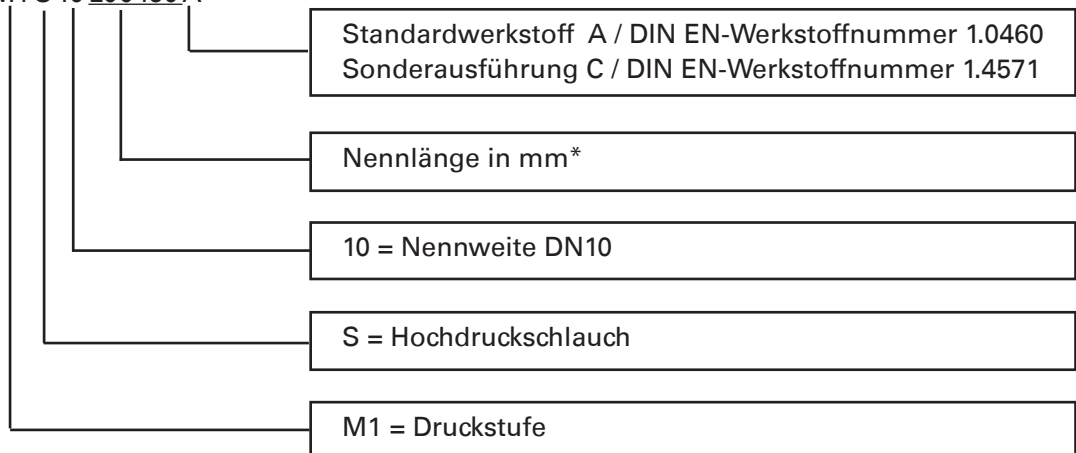 Standardwerkstoff A / DIN EN-Werkstoffnummer 1.0460
Sonderausführung C / DIN EN-Werkstoffnummer 1.4571
Nennlänge in mm*
10 = Nennweite DN10
S = Hochdruckschlauch
M1 = Druckstufe